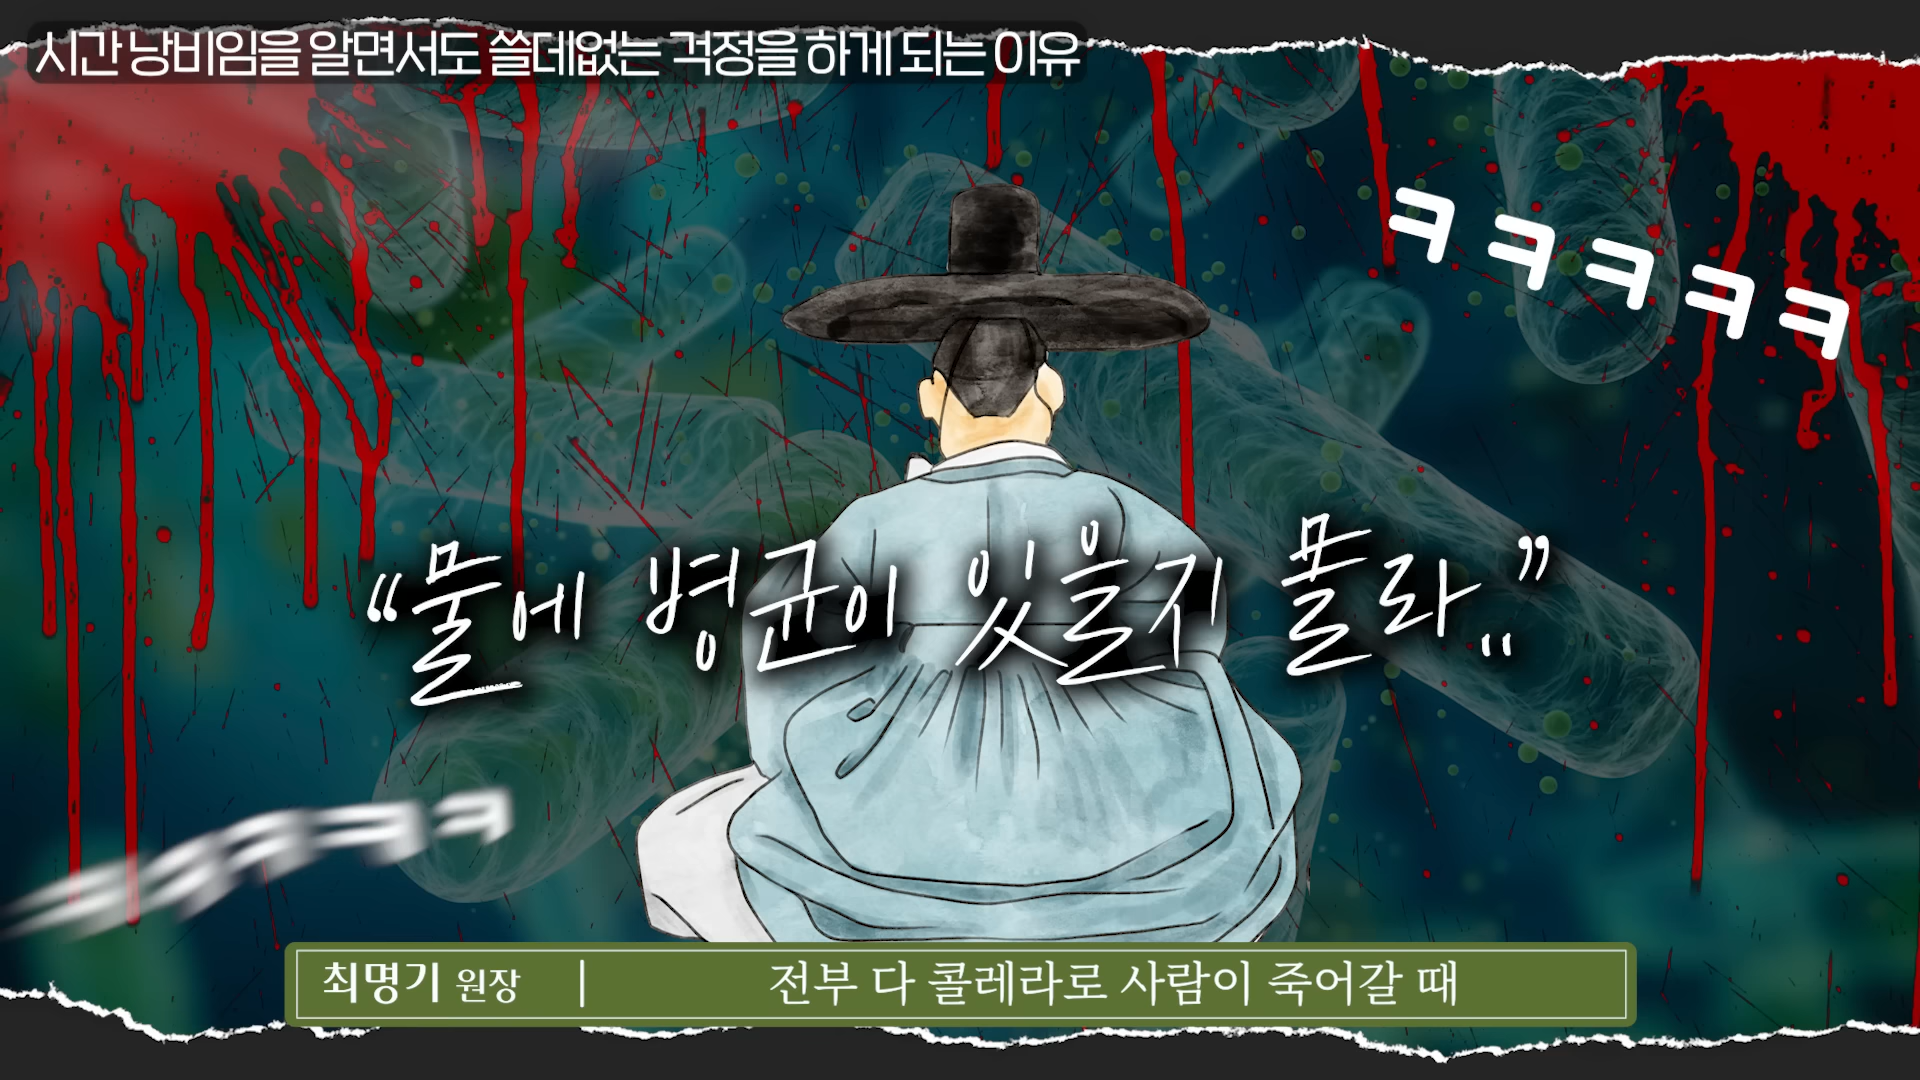 시간 낭비임을 알면서도 쓸데없는 걱정을 하게 되는 이유
ㅋㅋㅋㅋㅋ
“물에 병균이 있을지 몰라..”
ㅋㅋㅋㅋㅋ
최명기 원장 | 전부 다 콜레라로 사람이 죽어갈 때